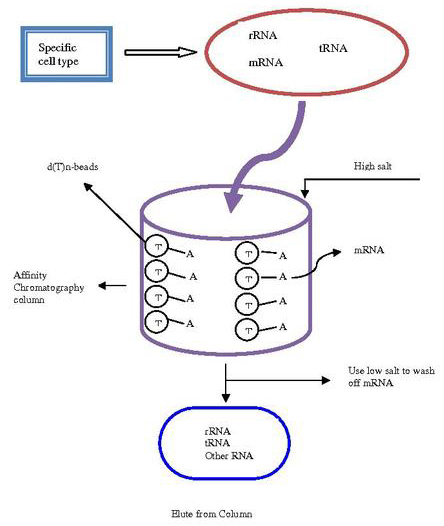 Specific
cell type
rRNA
tRNA
mRNA
d(T)n-beads
High salt
T
A
T
A
T
A
T
A
T
A
T
A
T
A
T
A
mRNA
Affinity
Chromatography
column
Use low salt to wash
off mRNA
rRNA
tRNA
Other RNA
Elute from Column